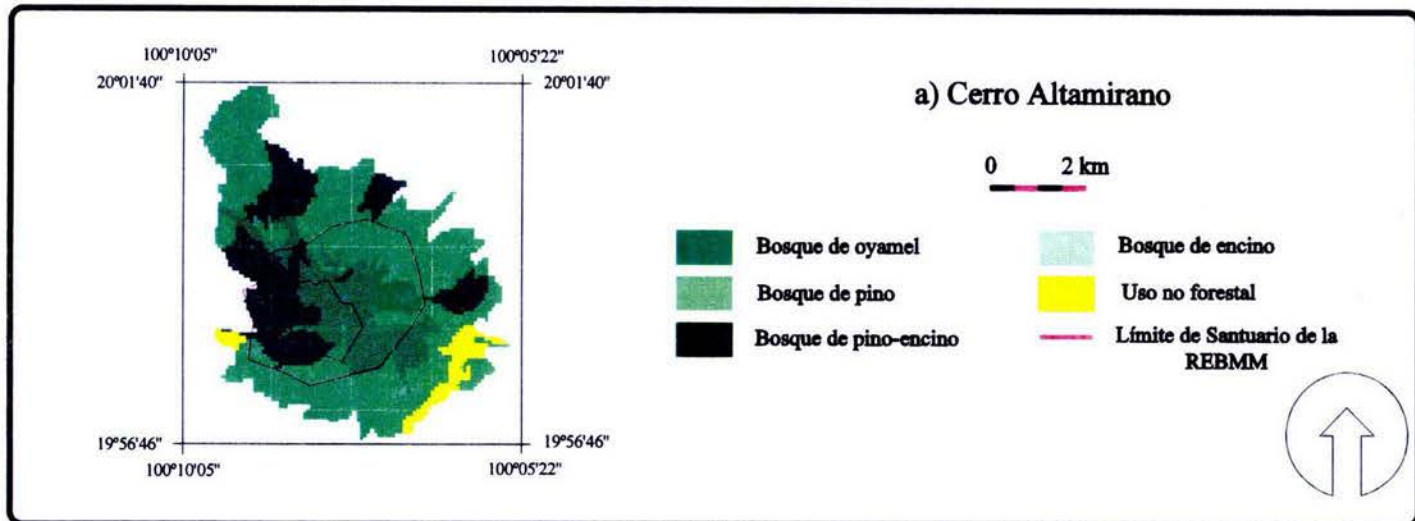 100°10'05"
100°05'22"
20°01'40"
20°01'40"
a) Cerro Altamirano
0 2 km
Bosque de oyamel
Bosque de encino
Bosque de pino
Uso no forestal
Bosque de pino-encino
Límite de Santuario de la
REBMM
19°56'46"
19°56'46"
100°10'05"
100°05'22"